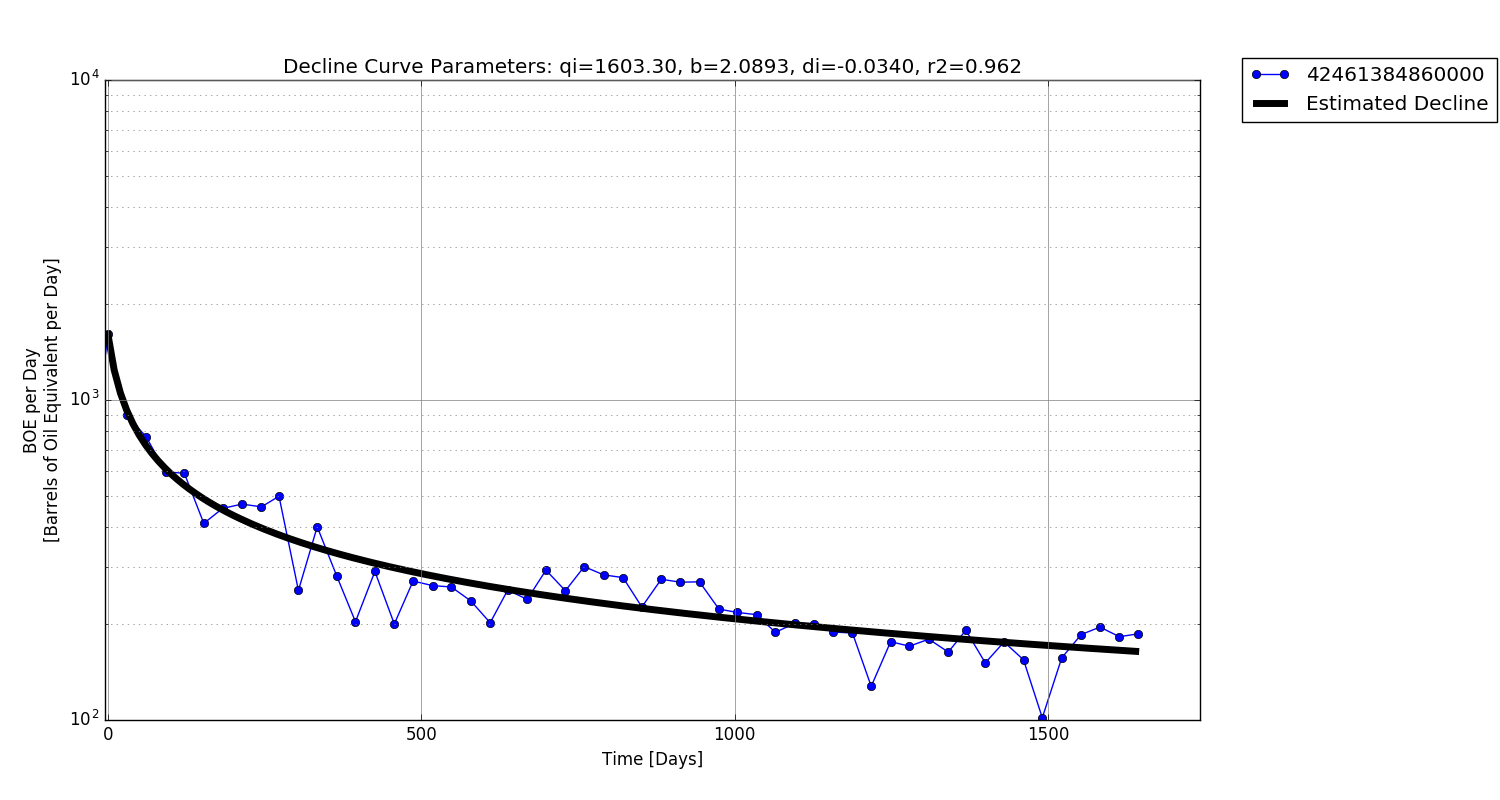 Decline Curve Parameters: qi=1603.30, b=2.0893, di=-0.0340, r2=0.962
42461384860000
Estimated Decline
BOE per Day
[Barrels of Oil Equivalent per Day]
10^4
10^3
10^2
0 500 1000 1500
Time [Days]